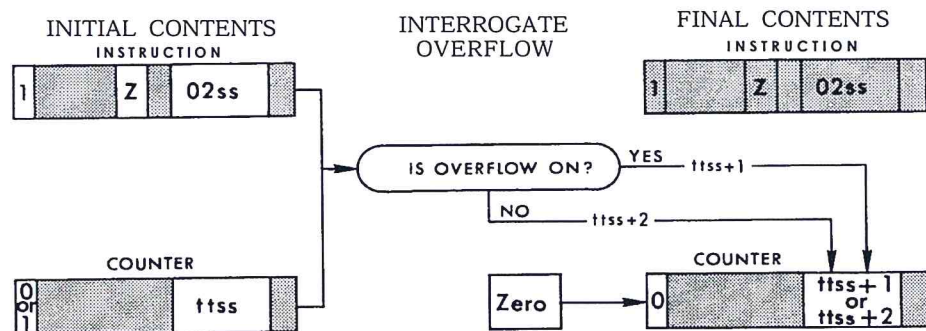 INITIAL CONTENTS
INSTRUCTION
1 Z 02ss
INTERROGATE
OVERFLOW
FINAL CONTENTS
INSTRUCTION
1 Z 02ss
IS OVERFLOW ON?
YES ttss+1
NO ttss+2
COUNTER
0
or
1
ttss
Zero
COUNTER
0
ttss+1
or
ttss+2